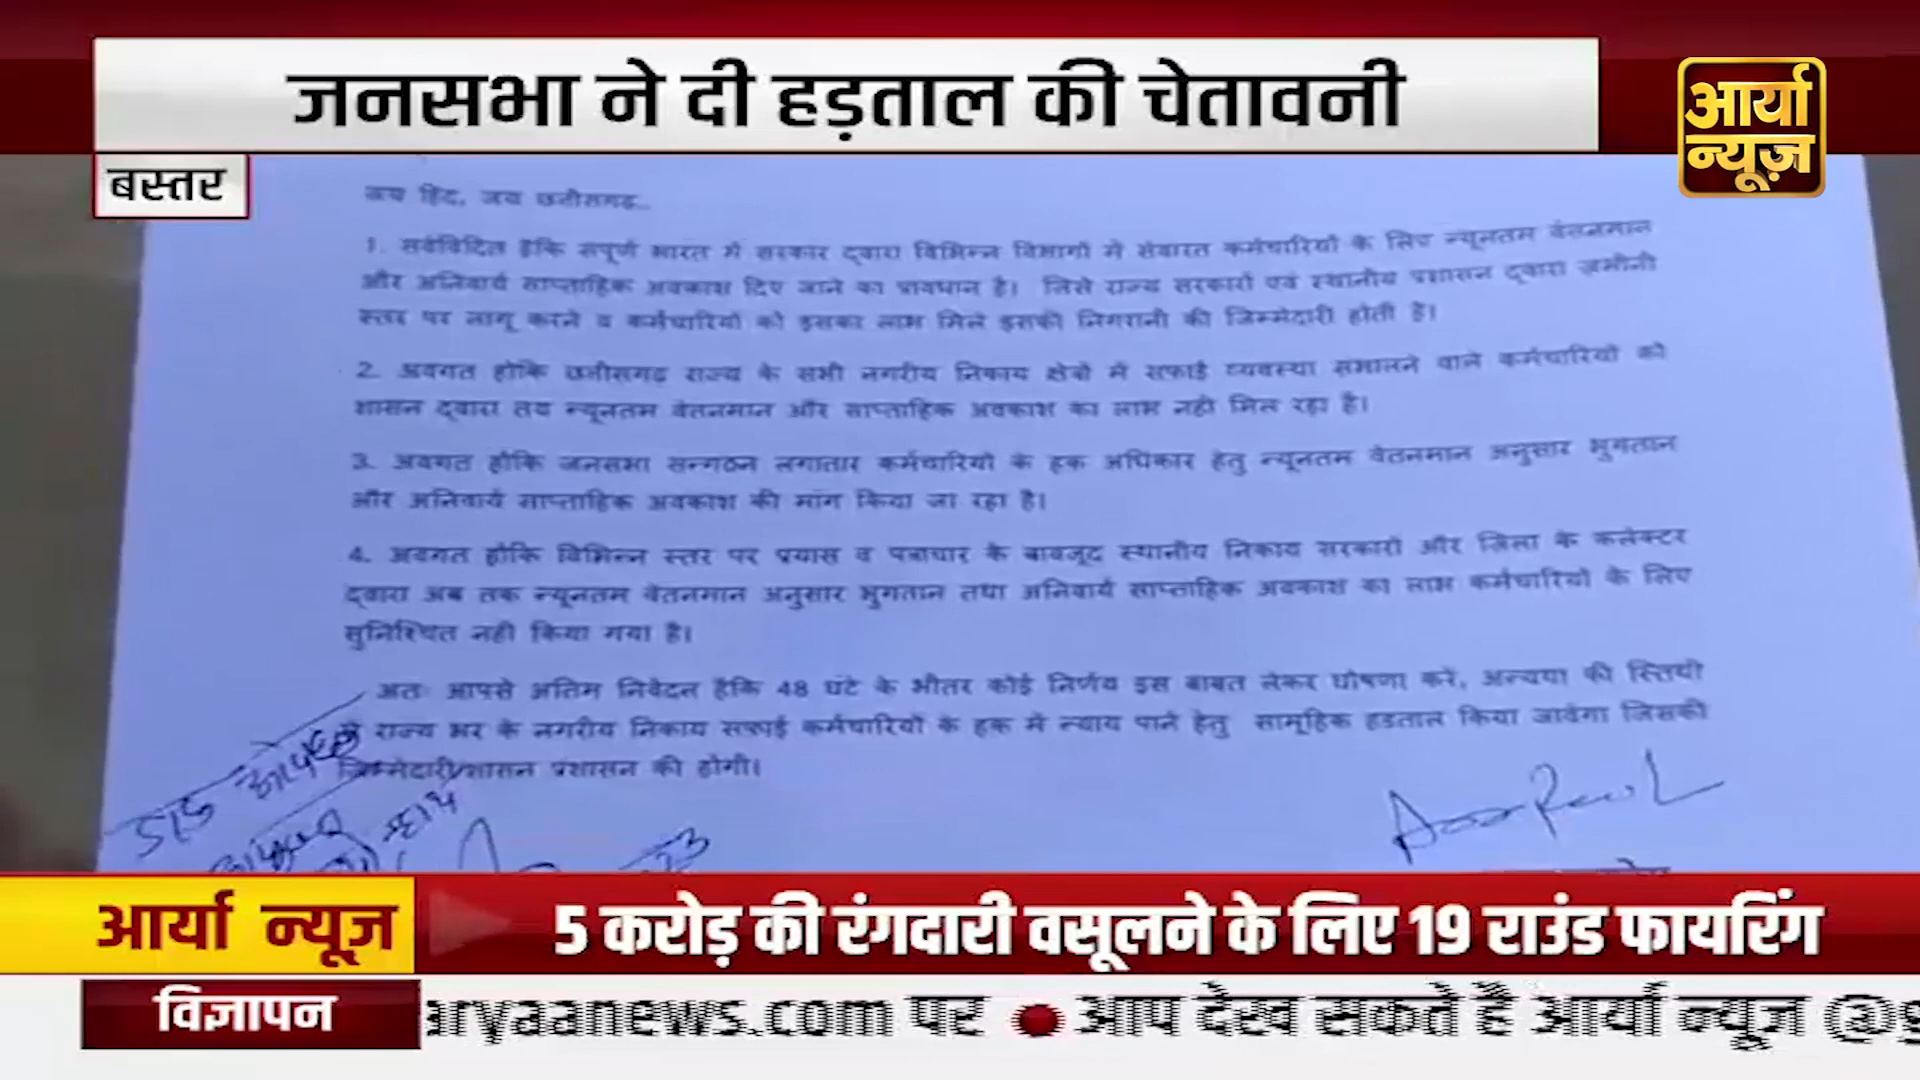 जनसभा ने दी हड़ताल की चेतावनी
आर्या
न्यूज़
बस्तर
जय हिंद, जय छत्तीसगढ़..
1. सर्वविदित हैकि संपूर्ण भारत में सरकार द्वारा विभिन्न विभागों में सेवारत कर्मचारियों के लिए न्यूनतम वेतनमान
और अनिवार्य साप्ताहिक अवकाश दिए जाने का प्रावधान है। जिसे राज्य सरकारों एवं स्थानीय प्रशासन द्वारा ज़मीनी
स्तर पर लागू करने व कर्मचारियों को इसका लाभ मिले इसकी निगरानी की जिम्मेदारी होती है।
2. अवगत होकि छत्तीसगढ़ राज्य के सभी नगरीय निकाय क्षेत्रों में सफाई व्यवस्था संभालने वाले कर्मचारियों को
शासन द्वारा तय न्यूनतम वेतनमान और साप्ताहिक अवकाश का लाभ नही मिल रहा है।
3. अवगत होकि जनसभा सन्गठन लगातार कर्मचारियों के हक अधिकार हेतु न्यूनतम वेतनमान अनुसार भुगतान
और अनिवार्य साप्ताहिक अवकाश की मांग किया जा रहा है।
4. अवगत होकि विभिन्न स्तर पर प्रयास व पत्राचार के बावजूद स्थानीय निकाय सरकारों और ज़िला के कलेक्टर
द्वारा अब तक न्यूनतम वेतनमान अनुसार भुगतान तथा अनिवार्य साप्ताहिक अवकाश का लाभ कर्मचारियों के लिए
सुनिश्चित नही किया गया है।
अतः आपसे अंतिम निवेदन हैकि 48 घंटे के भीतर कोई निर्णय इस बाबत लेकर घोषणा करें, अन्यथा की स्तिथी
में राज्य भर के नगरीय निकाय सफ़ाई कर्मचारियों के हक में न्याय पाने हेतु सामूहिक हडताल किया जावेगा जिसकी
जिम्मेदारी शासन प्रशासन की होगी।
आर्या न्यूज़
5 करोड़ की रंगदारी वसूलने के लिए 19 राउंड फायरिंग
विज्ञापन
aryaanews.com पर आप देख सकते हैं आर्या न्यूज़ @g